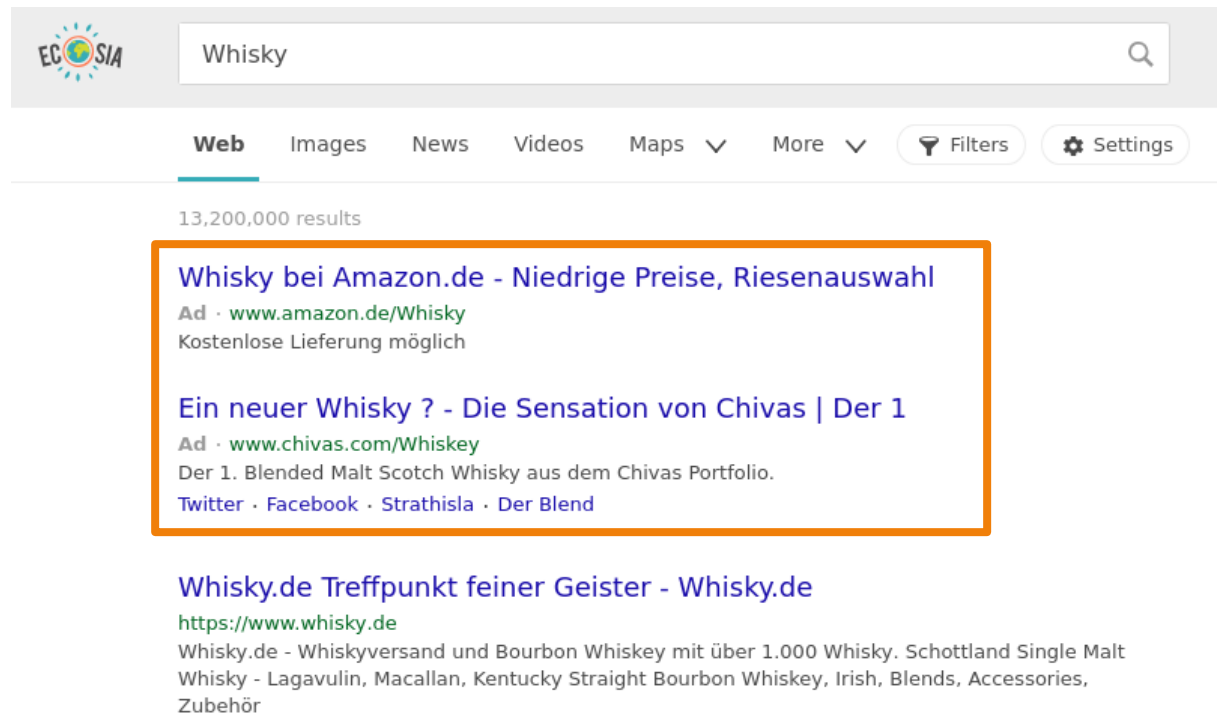 ECOSIA
Whisky
Web Images News Videos Maps More Filters Settings
13,200,000 results
Whisky bei Amazon.de - Niedrige Preise, Riesenauswahl
Ad · www.amazon.de/Whisky
Kostenlose Lieferung möglich
Ein neuer Whisky ? - Die Sensation von Chivas | Der 1
Ad · www.chivas.com/Whiskey
Der 1. Blended Malt Scotch Whisky aus dem Chivas Portfolio.
Twitter · Facebook · Strathisla · Der Blend
Whisky.de Treffpunkt feiner Geister - Whisky.de
https://www.whisky.de
Whisky.de - Whiskyversand und Bourbon Whiskey mit über 1.000 Whisky. Schottland Single Malt
Whisky - Lagavulin, Macallan, Kentucky Straight Bourbon Whiskey, Irish, Blends, Accessories,
Zubehör